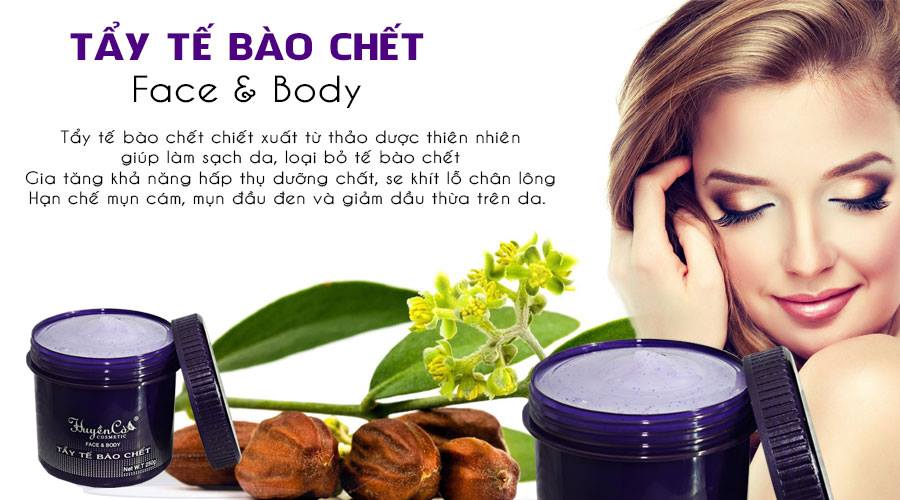 TẨY TẾ BÀO CHẾT
Face & Body
Tẩy tế bào chết chiết xuất từ thảo dược thiên nhiên
giúp làm sạch da, loại bỏ tế bào chết
Gia tăng khả năng hấp thụ dưỡng chất, se khít lỗ chân lông
Hạn chế mụn cám, mụn đầu đen và giảm dầu thừa trên da.
COSMETIC
FACE & BODY
TẨY TẾ BÀO CHẾT
Net W.T 250g